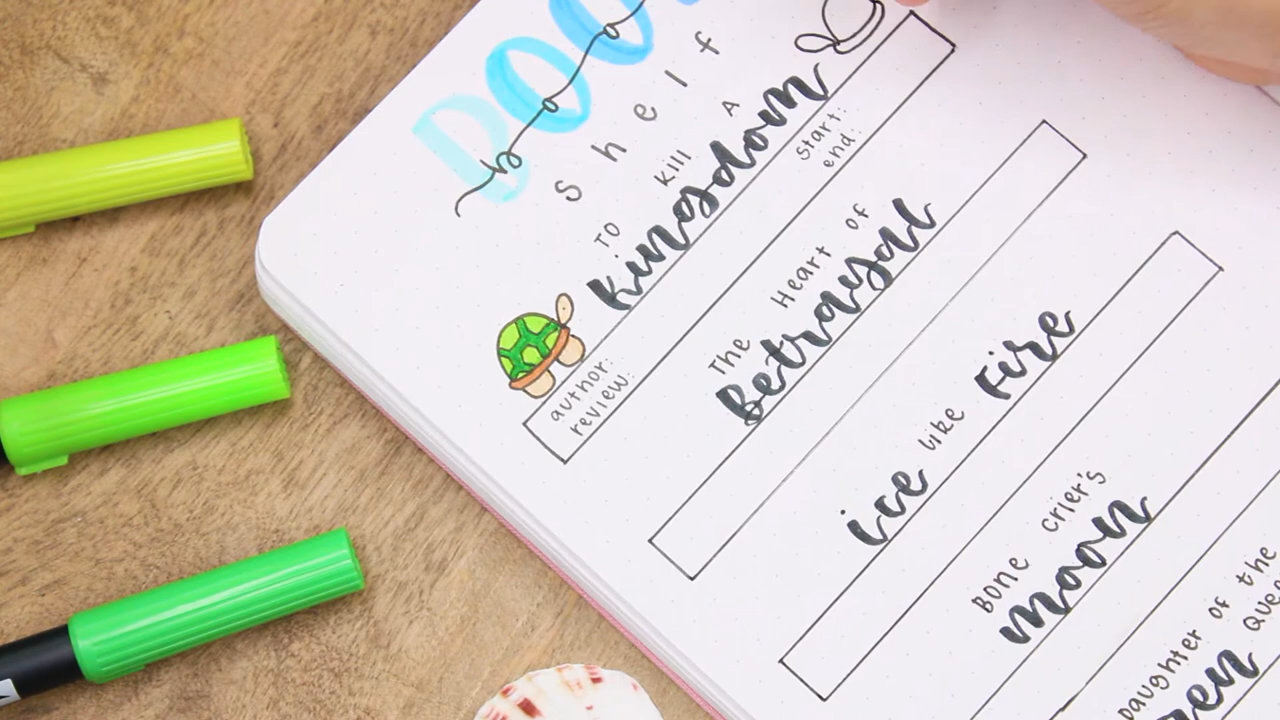 BOO
shelf
TO Kill A
Kingdom
start:
end:
author:
review:
The Heart of
Betrayal
ice like Fire
BONE Crier's
moon
Daughter of the